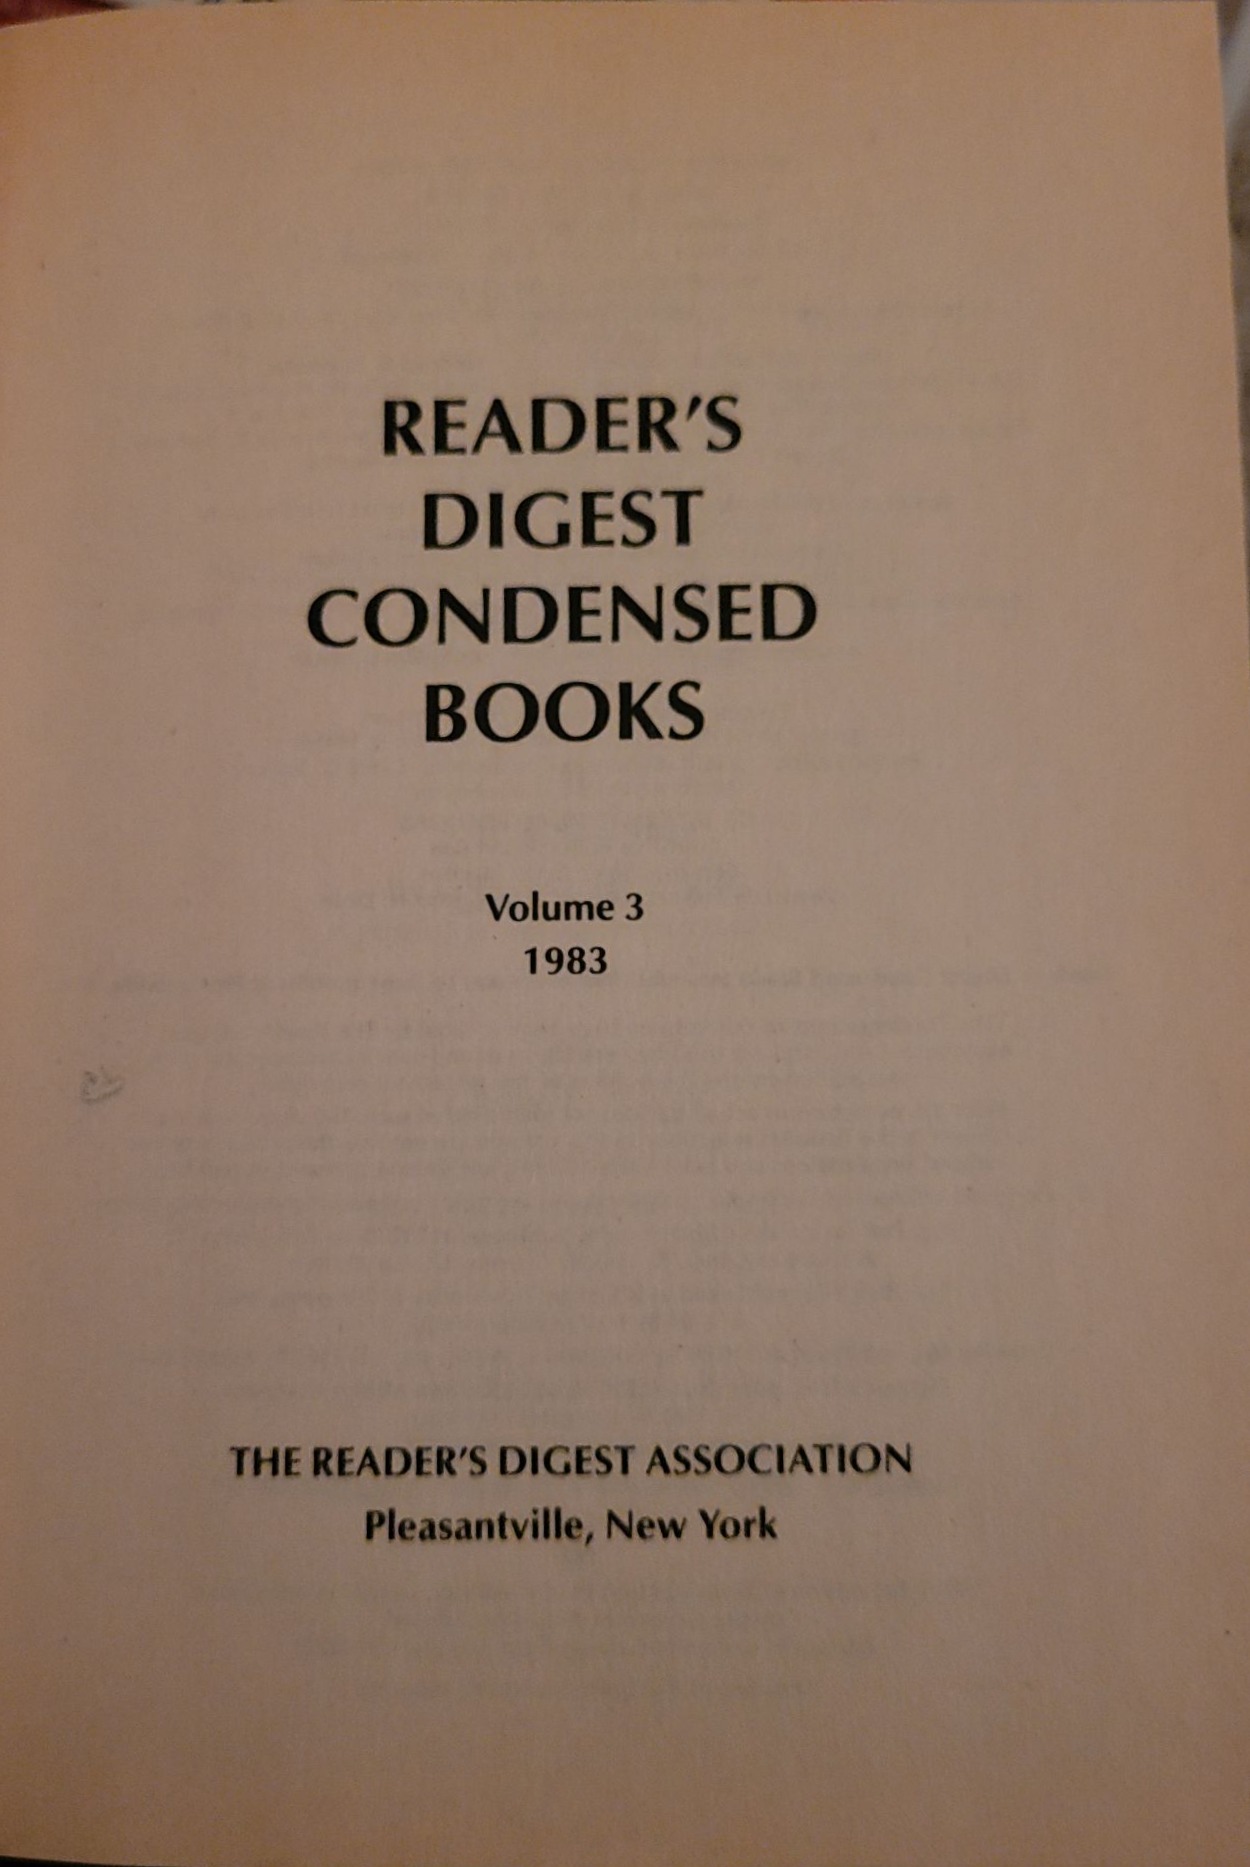 READER'S
DIGEST
CONDENSED
BOOKS
Volume 3
1983
THE READER'S DIGEST ASSOCIATION
Pleasantville, New York